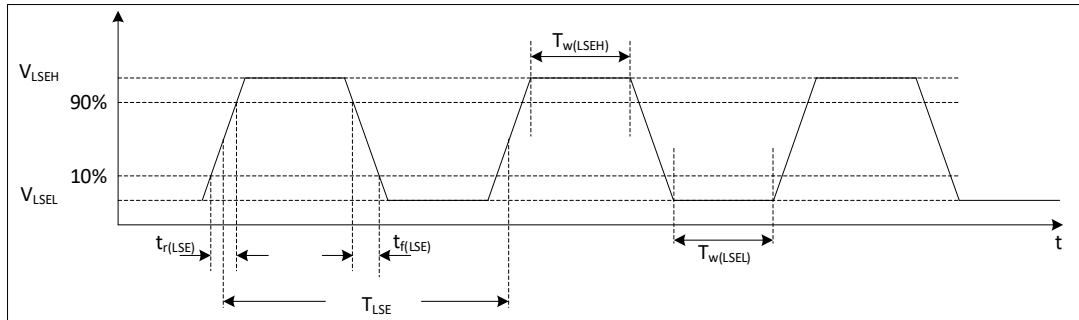 T_w(LSEH)
V_LSEH
90%
10%
V_LSEL
t_r(LSE)
t_f(LSE)
T_w(LSEL)
t
T_LSE